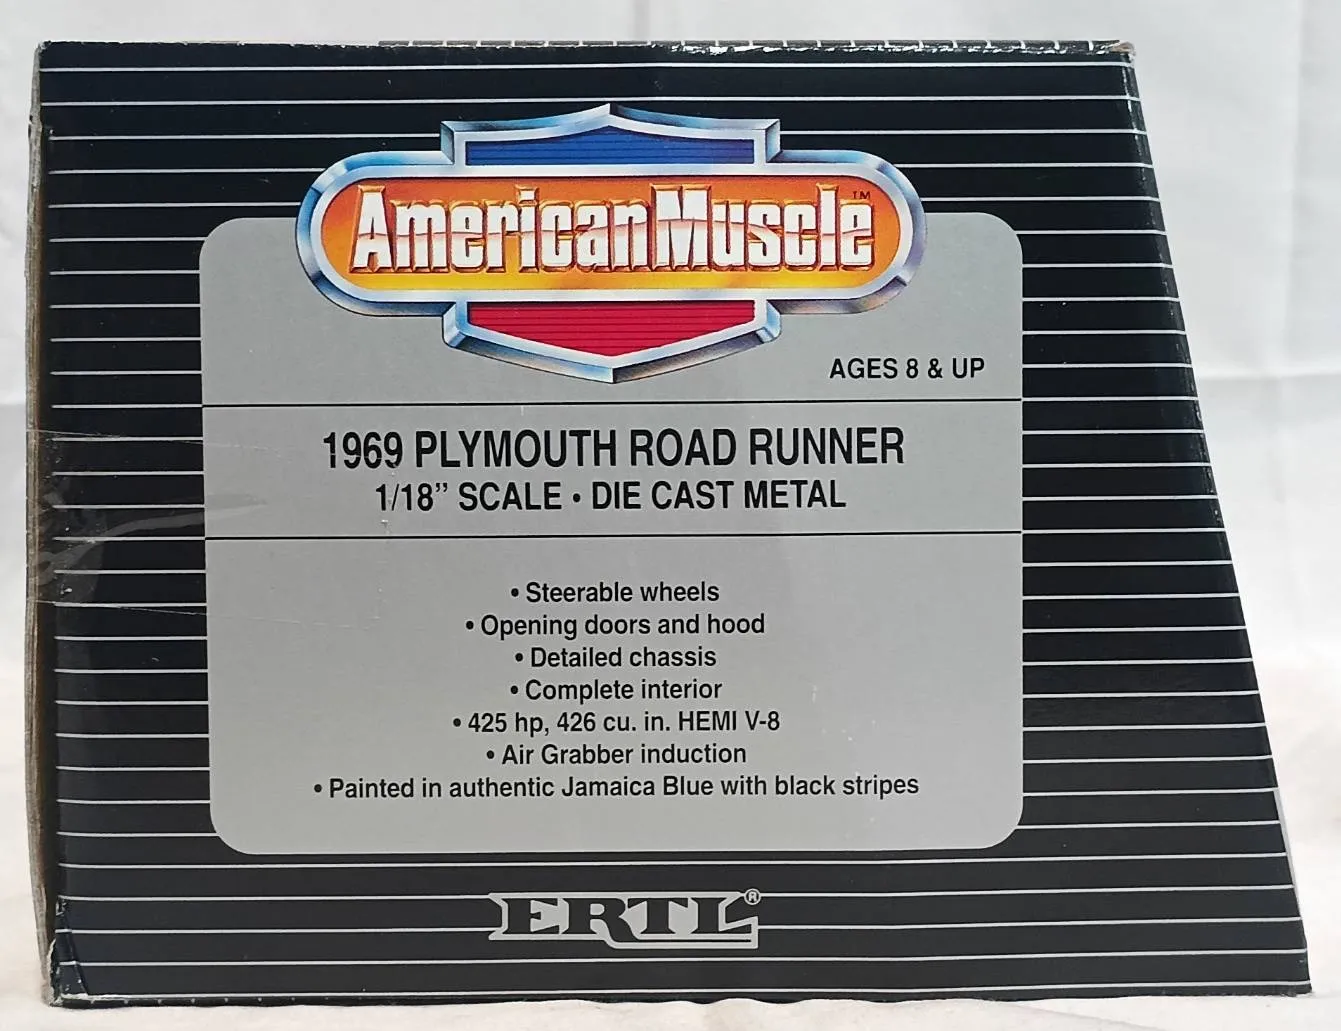 American Muscle™
AGES 8 & UP
1969 PLYMOUTH ROAD RUNNER
1/18” SCALE • DIE CAST METAL
• Steerable wheels
• Opening doors and hood
• Detailed chassis
• Complete interior
• 425 hp, 426 cu. in. HEMI V-8
• Air Grabber induction
• Painted in authentic Jamaica Blue with black stripes
ERTL®